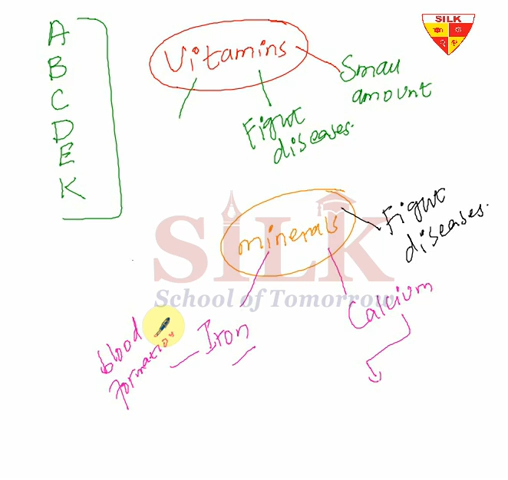 SILK
A
B
C
D
E
K
Vitamins
Small
amount
Fight
diseases.
minerals
Fight
diseases.
SILK
School of Tomorrow
Calcium
Iron
blood
formation